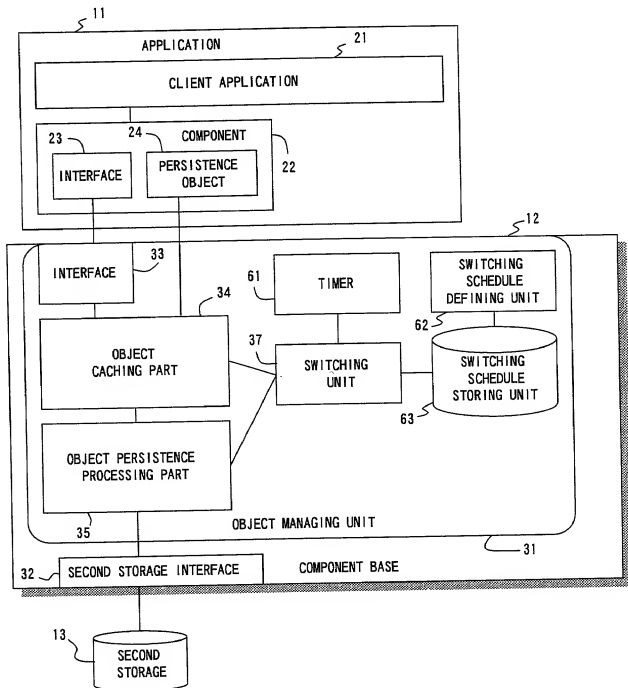 11
APPLICATION
21
CLIENT APPLICATION
23
24
COMPONENT
INTERFACE
PERSISTENCE
OBJECT
22
12
INTERFACE
33
34
61
TIMER
SWITCHING
SCHEDULE
DEFINING UNIT
62
OBJECT
CACHING PART
37
SWITCHING
UNIT
SWITCHING
SCHEDULE
STORING UNIT
63
OBJECT PERSISTENCE
PROCESSING PART
35
OBJECT MANAGING UNIT
31
32
SECOND STORAGE INTERFACE
COMPONENT BASE
13
SECOND
STORAGE